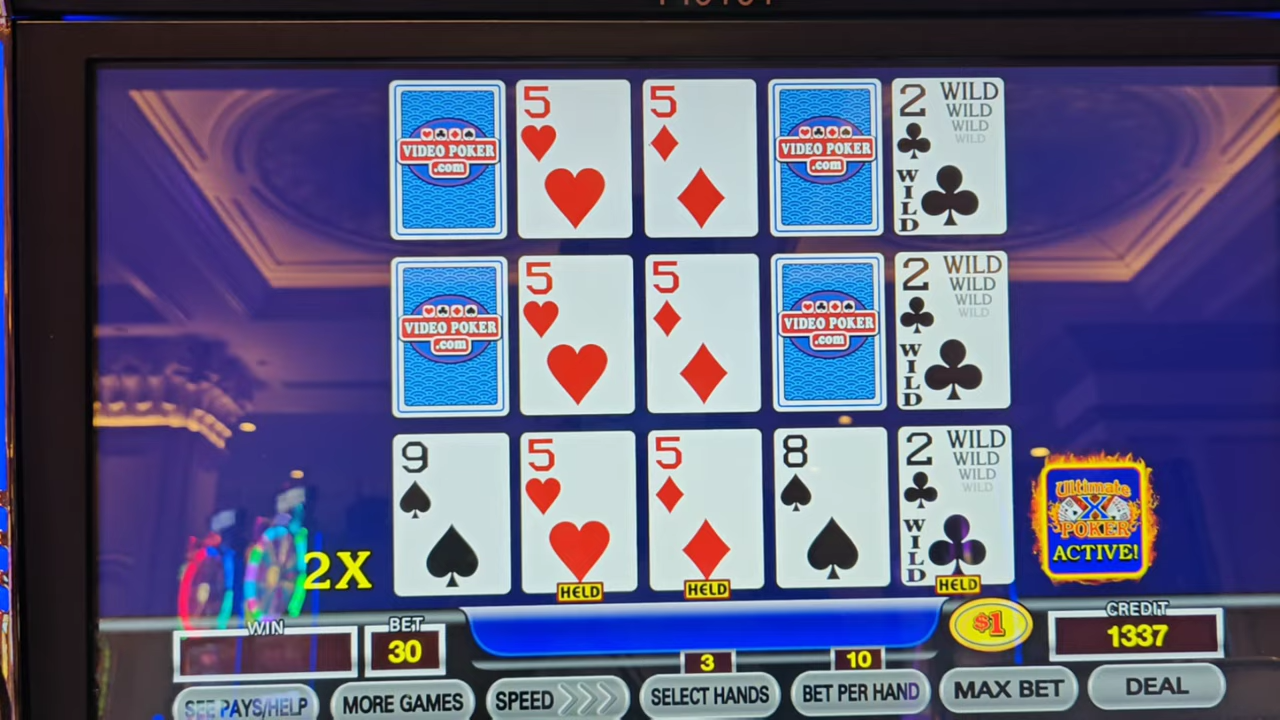 VIDEO POKER
.com
5
5
VIDEO POKER
.com
2 WILD
WILD
WILD
WILD
WILD
VIDEO POKER
.com
5
5
VIDEO POKER
.com
2 WILD
WILD
WILD
WILD
WILD
2X
9
5
HELD
5
HELD
8
2 WILD
WILD
WILD
WILD
WILD
HELD
Ultimate
X
POKER
ACTIVE!
WIN
BET
30
$1
CREDIT
1337
3
10
SEE PAYS/HELP
MORE GAMES
SPEED
SELECT HANDS
BET PER HAND
MAX BET
DEAL